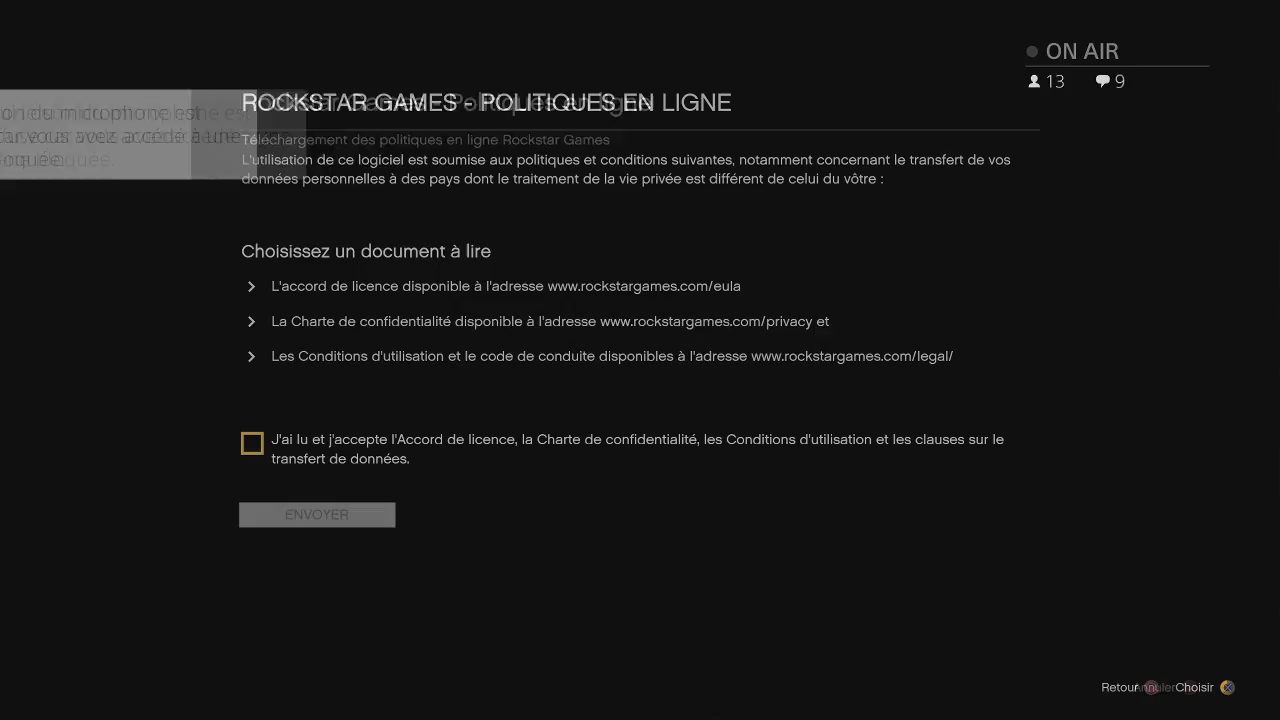 ON AIR
13 9
ROCKSTAR GAMES - POLITIQUES EN LIGNE
Téléchargement des politiques en ligne Rockstar Games
L'utilisation de ce logiciel est soumise aux politiques et conditions suivantes, notamment concernant le transfert de vos
données personnelles à des pays dont le traitement de la vie privée est différent de celui du vôtre :
Choisissez un document à lire
L'accord de licence disponible à l'adresse www.rockstargames.com/eula
La Charte de confidentialité disponible à l'adresse www.rockstargames.com/privacy et
Les Conditions d'utilisation et le code de conduite disponibles à l'adresse www.rockstargames.com/legal/
J'ai lu et j'accepte l'Accord de licence, la Charte de confidentialité, les Conditions d'utilisation et les clauses sur le
transfert de données.
ENVOYER
Retour Annuler Choisir